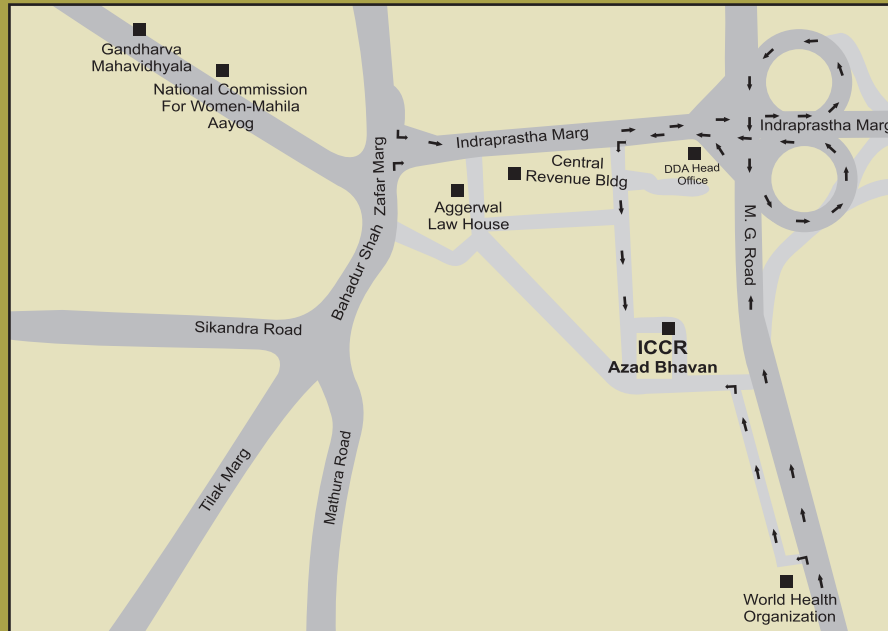 Gandharva
Mahavidhyala
National Commission
For Women-Mahila
Aayog
Indraprastha Marg
Indraprastha Marg
Central
Revenue Bldg
DDA Head
Office
Aggerwal
Law House
Bahadur Shah Zafar Marg
M. G. Road
Sikandra Road
ICCR
Azad Bhavan
Tilak Marg
Mathura Road
World Health
Organization